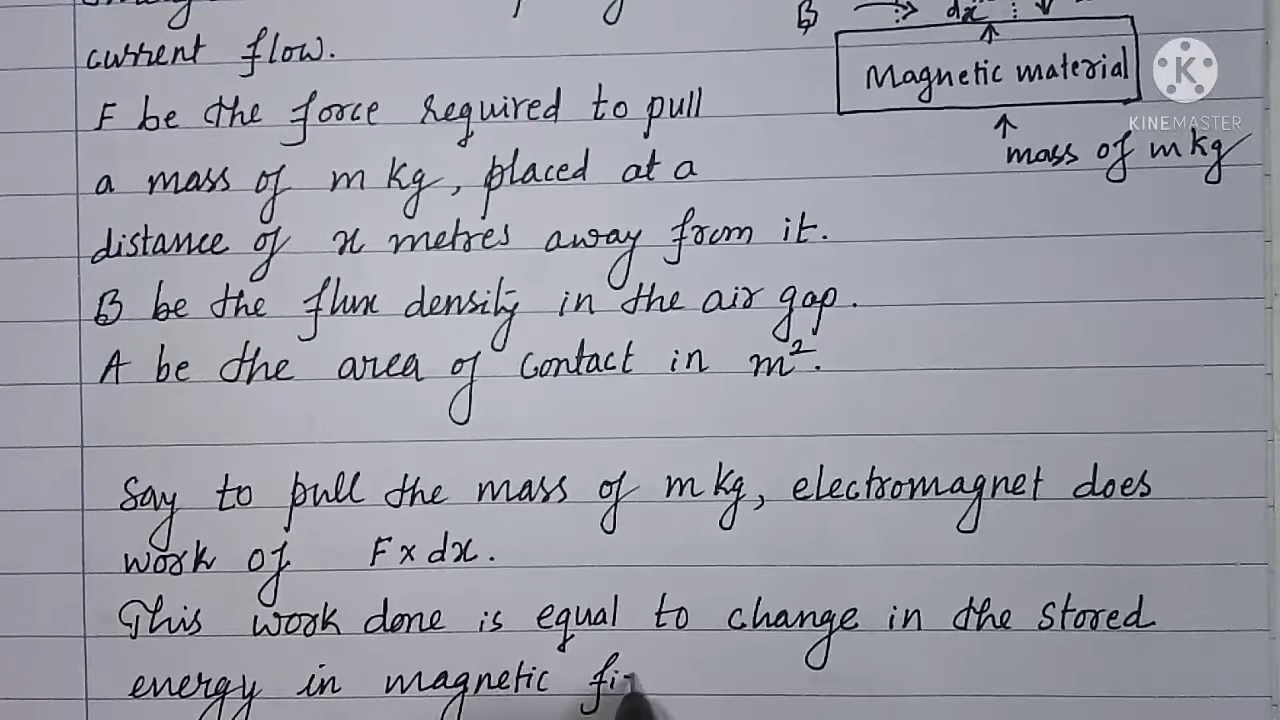 B dx
current flow.
Magnetic material
K
KINEMASTER
F be the force required to pull
mass of m kg
a mass of m kg, placed at a
distance of x metres away from it.
B be the flux density in the air gap.
A be the area of contact in m².
Say to pull the mass of m kg, electromagnet does
work of F x dx.
This work done is equal to change in the stored
energy in magnetic fi